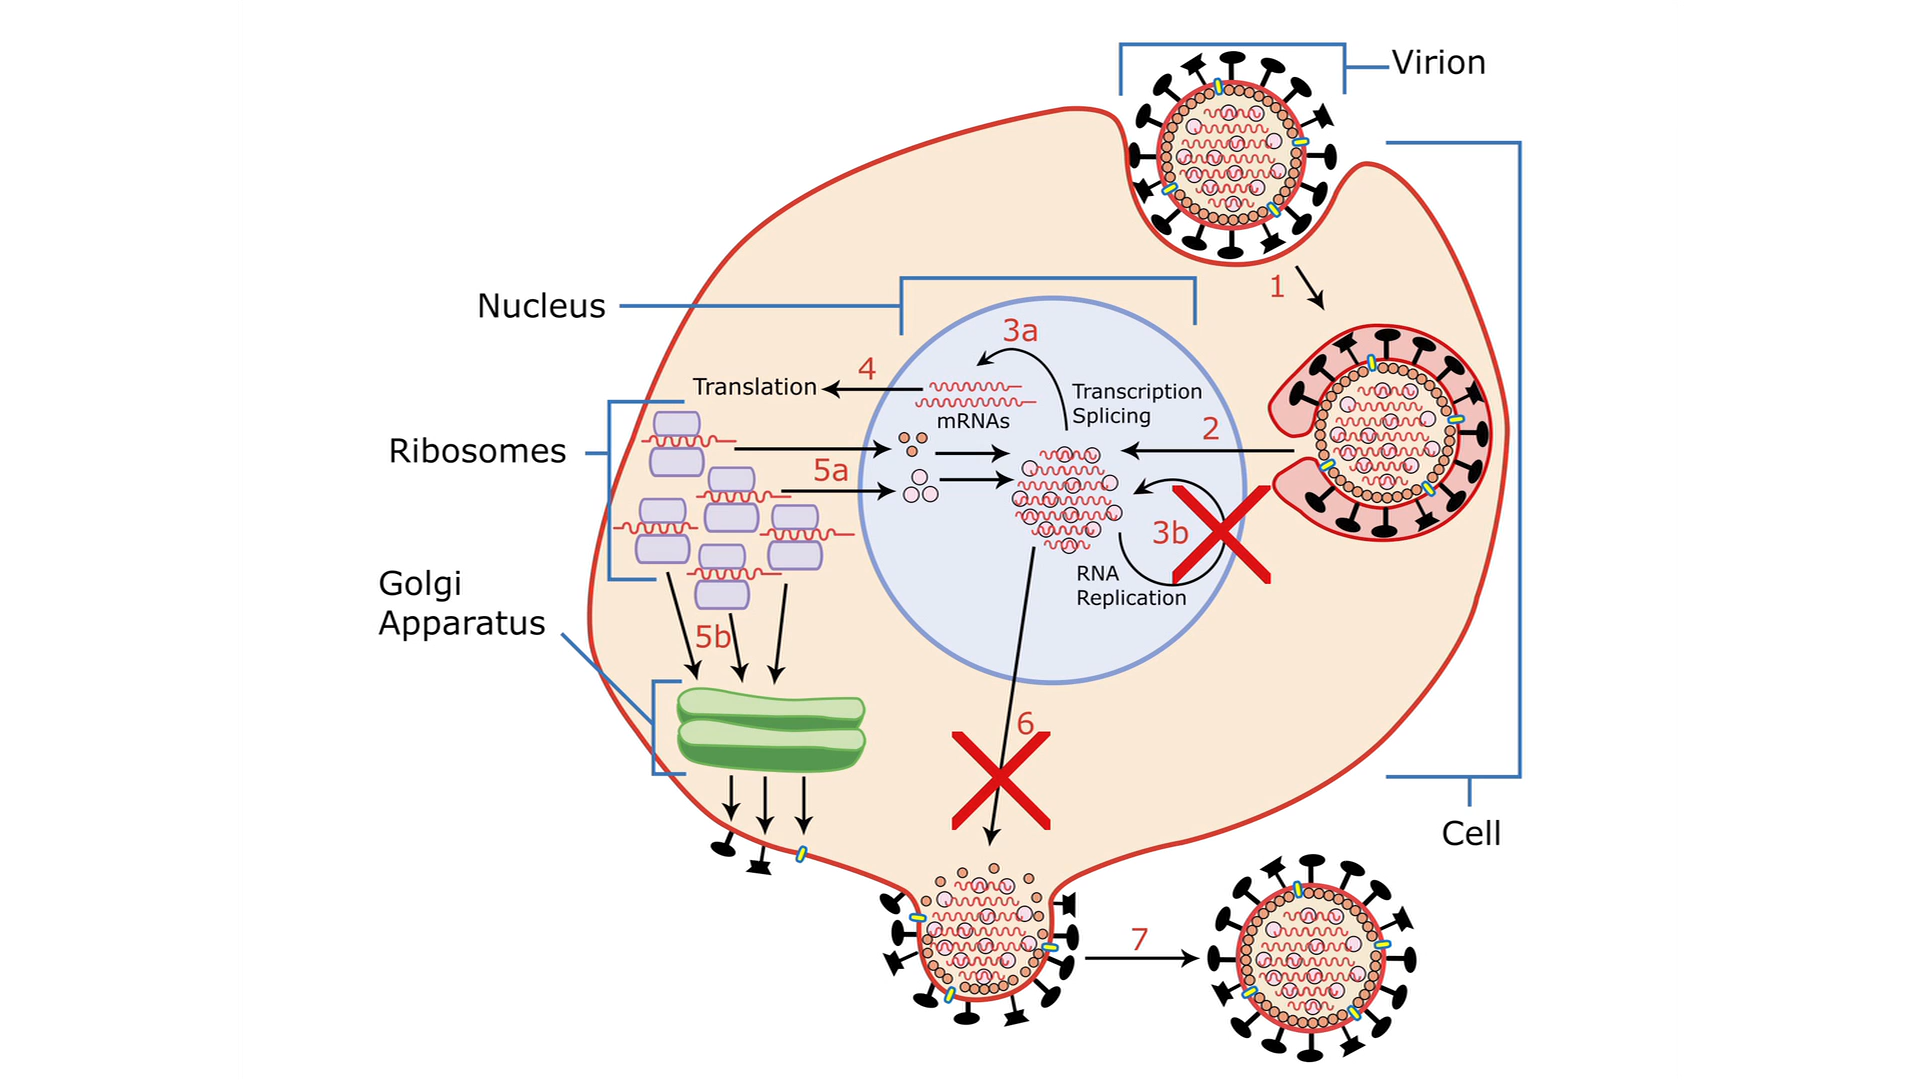 Virion
1
Nucleus
3a
4
Translation
Transcription
Splicing
mRNAs
2
Ribosomes
5a
3b
RNA
Replication
Golgi
Apparatus
5b
6
Cell
7